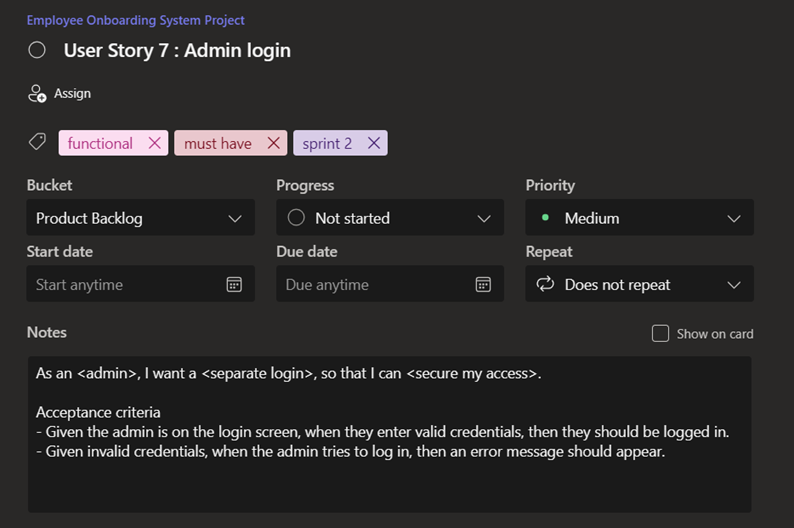 Employee Onboarding System Project
User Story 7 : Admin login
Assign
functional must have sprint 2
Bucket Progress Priority
Product Backlog Not started Medium
Start date Due date Repeat
Start anytime Due anytime Does not repeat
Notes Show on card
As an <admin>, I want a <separate login>, so that I can <secure my access>.
Acceptance criteria
- Given the admin is on the login screen, when they enter valid credentials, then they should be logged in.
- Given invalid credentials, when the admin tries to log in, then an error message should appear.